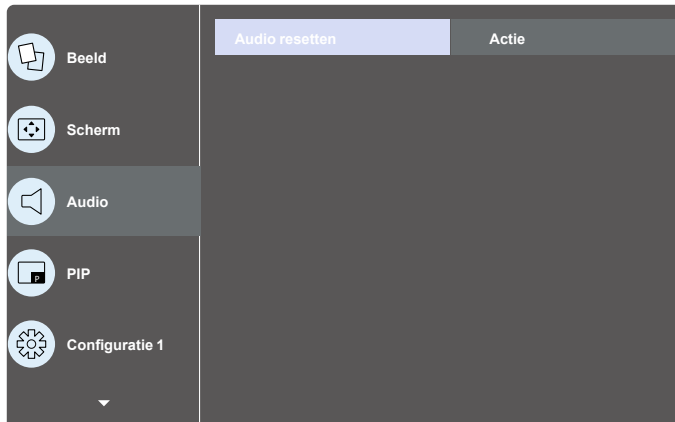 Beeld
Scherm
Audio
PIP
P
Configuratie 1
Audio resetten Actie